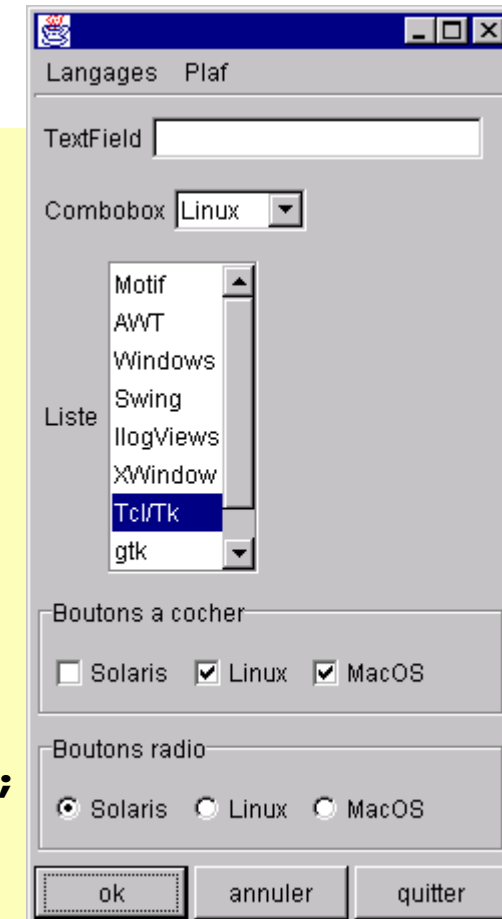 Langages Plaf
TextField
Combobox Linux
Motif
AWT
Windows
Swing
Liste
IlogViews
XWindow
Tcl/Tk
gtk
Boutons a cocher
Solaris Linux MacOS
Boutons radio
;
Solaris Linux MacOS
ok annuler quitter